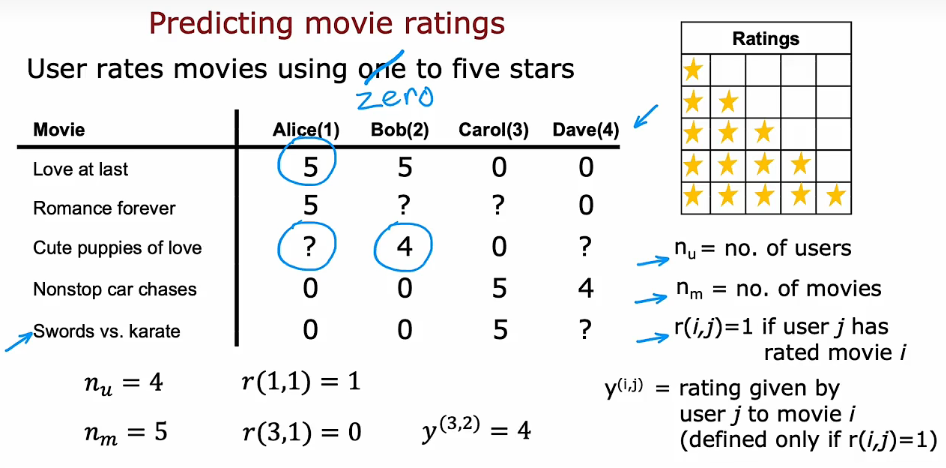 Predicting movie ratings
User rates movies using one to five stars
zero
Ratings
Movie Alice(1) Bob(2) Carol(3) Dave(4)
Love at last 5 5 0 0
Romance forever 5 ? ? 0
Cute puppies of love ? 4 0 ?
Nonstop car chases 0 0 5 4
Swords vs. karate 0 0 5 ?
n_u = no. of users
n_m = no. of movies
r(i,j)=1 if user j has
rated movie i
y^(i,j) = rating given by
user j to movie i
(defined only if r(i,j)=1)
n_u = 4 r(1,1) = 1
n_m = 5 r(3,1) = 0 y^(3,2) = 4